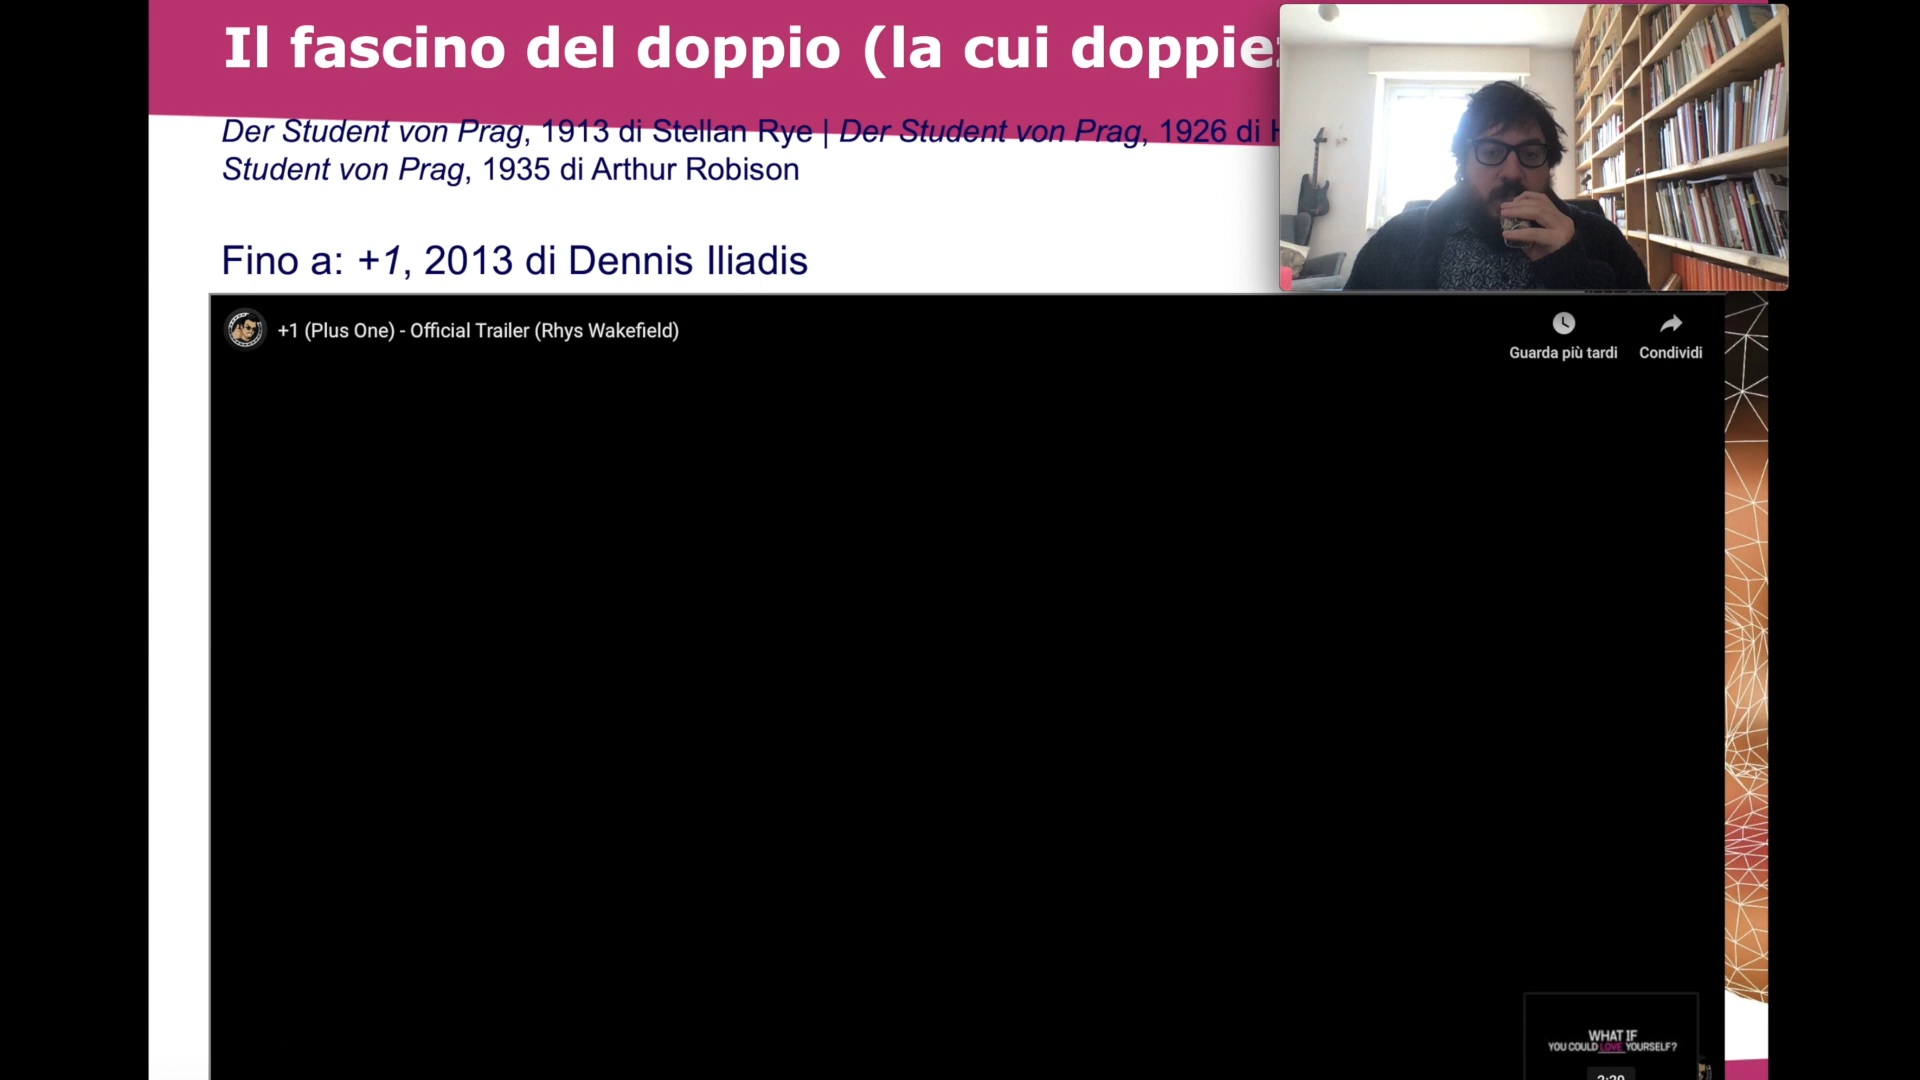 Il fascino del doppio (la cui
Der Student von Prag, 1913 di Stellan Rye | Der Student von Prag, 1926 di
Student von Prag, 1935 di Arthur Robison
Fino a: +1, 2013 di Dennis Iliadis
+1 (Plus One) - Official Trailer (Rhys Wakefield)
Guarda più tardi
Condividi
WHAT IF
YOU COULD LOVE YOURSELF?